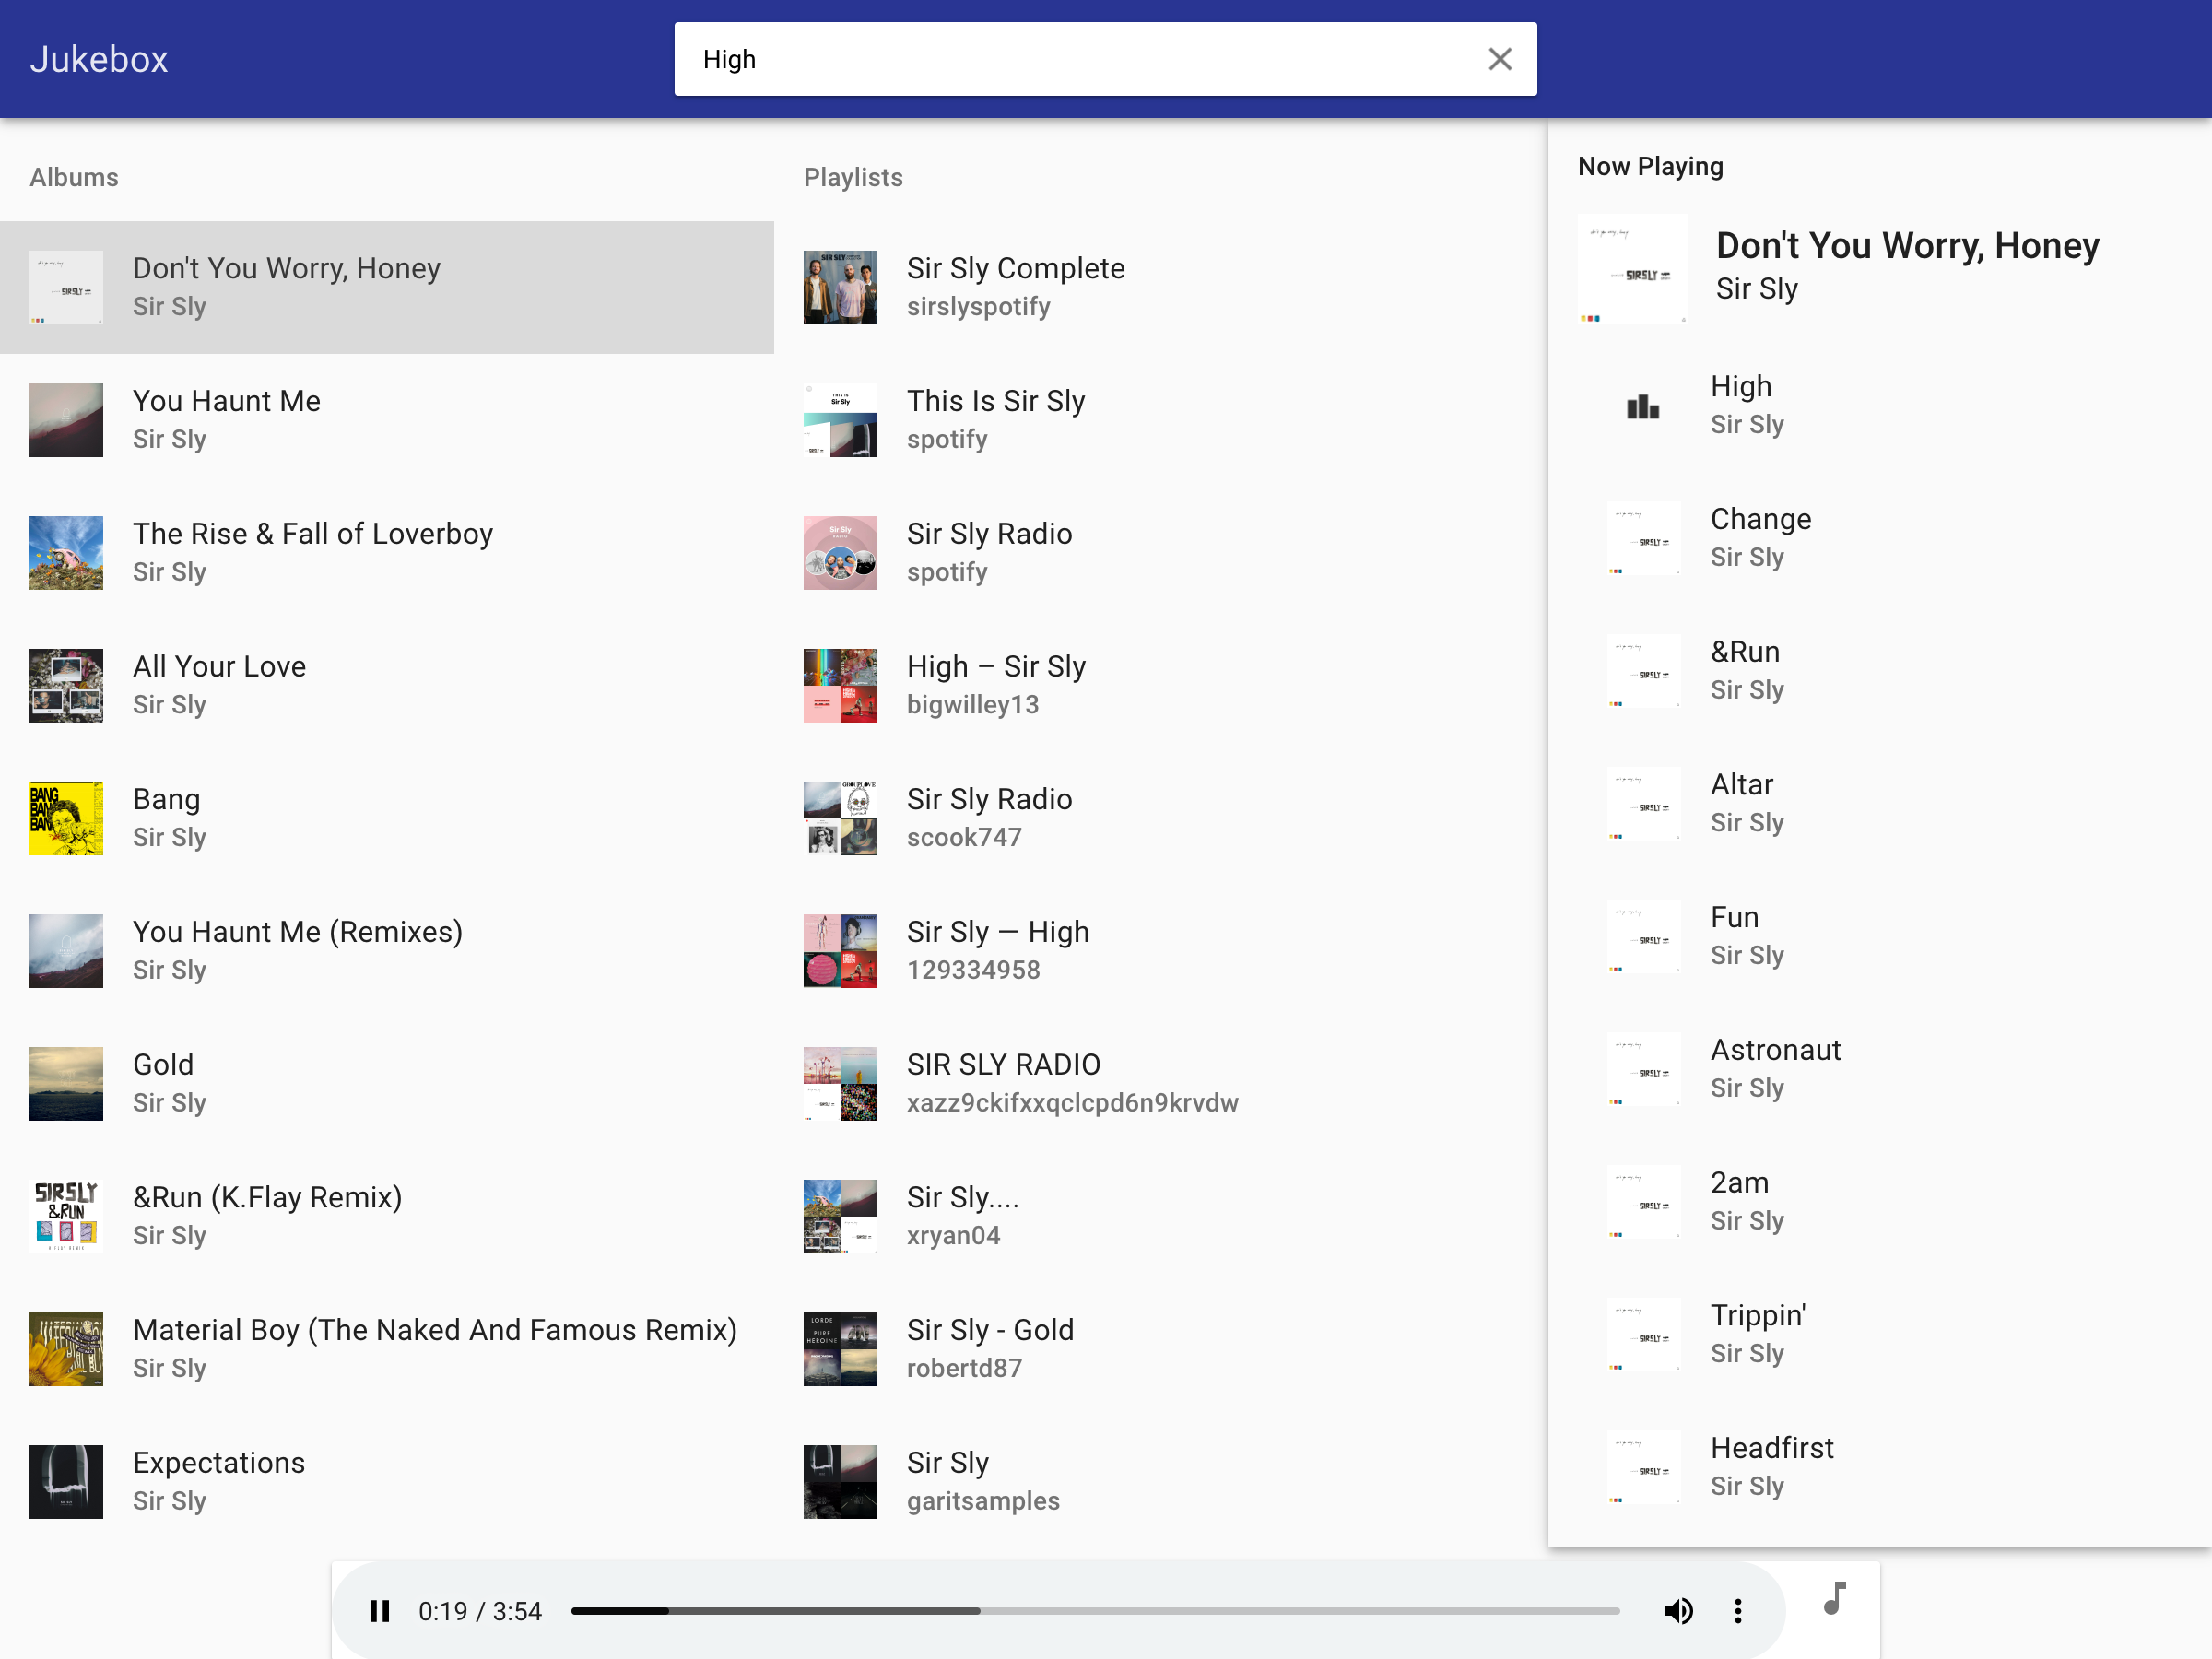 Jukebox
High
Albums
Don't You Worry, Honey
Sir Sly
You Haunt Me
Sir Sly
The Rise & Fall of Loverboy
Sir Sly
All Your Love
Sir Sly
Bang
Sir Sly
You Haunt Me (Remixes)
Sir Sly
Gold
Sir Sly
&Run (K.Flay Remix)
Sir Sly
Material Boy (The Naked And Famous Remix)
Sir Sly
Expectations
Sir Sly
Playlists
Sir Sly Complete
sirslyspotify
This Is Sir Sly
spotify
Sir Sly Radio
spotify
High – Sir Sly
bigwilley13
Sir Sly Radio
scook747
Sir Sly — High
129334958
SIR SLY RADIO
xazz9ckifxxqclcpd6n9krvdw
Sir Sly....
xryan04
Sir Sly - Gold
robertd87
Sir Sly
garitsamples
Now Playing
SIR SLY
Don't You Worry, Honey
Sir Sly
High
Sir Sly
Change
Sir Sly
&Run
Sir Sly
Altar
Sir Sly
Fun
Sir Sly
Astronaut
Sir Sly
2am
Sir Sly
Trippin'
Sir Sly
Headfirst
Sir Sly
0:19 / 3:54